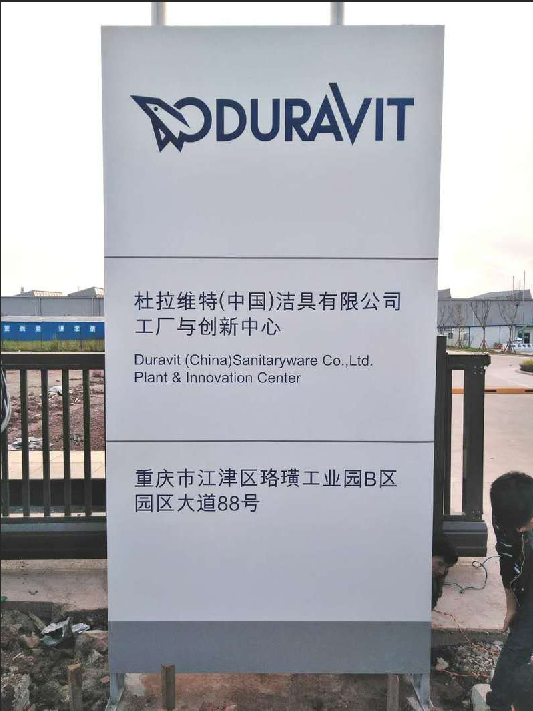 DURAVIT
杜拉维特(中国)洁具有限公司
工厂与创新中心
Duravit (China)Sanitaryware Co.,Ltd.
Plant & Innovation Center
重庆市江津区珞璜工业园B区
园区大道88号